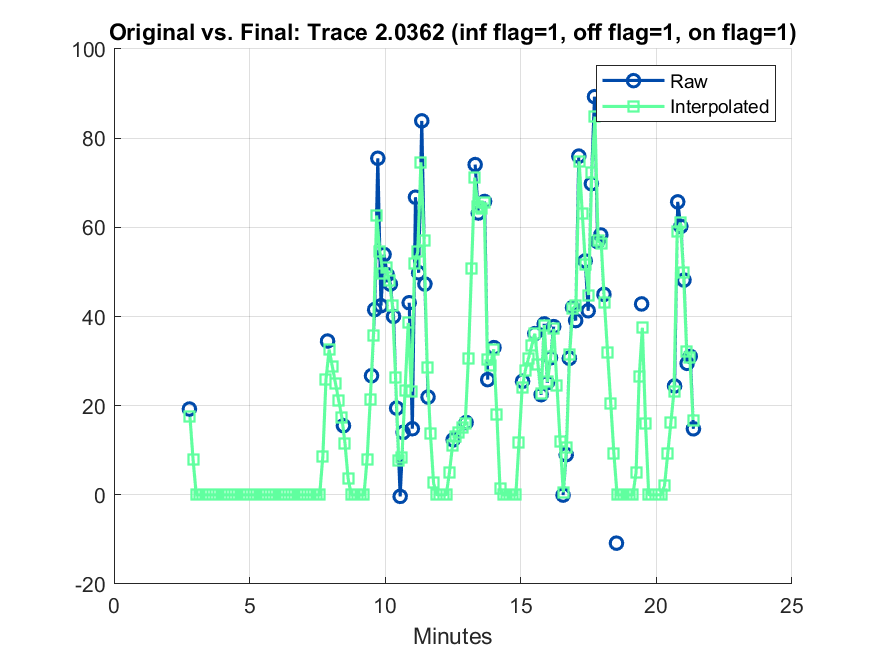 Original vs. Final: Trace 2.0362 (inf flag=1, off flag=1, on flag=1)
100
80
60
40
20
0
-20
Raw
Interpolated
0 5 10 15 20 25
Minutes